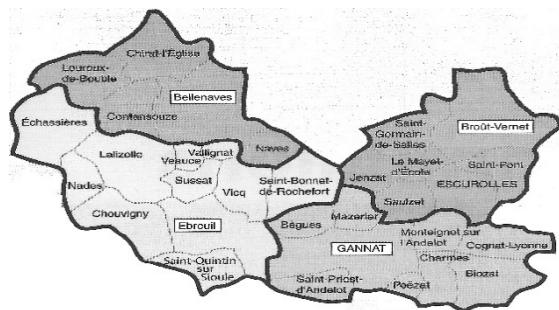 Chirat-l'Église
Louroux-
de-Bouble
Bellenaves
Coutansouze
Échassières
Lalizolle
Valignat
Veauce
Naves
Nades
Sussat
Vicq
Saint-Bonnet-
de-Rochefort
Chouvigny
Ebreuil
Saint-Quintin
sur
Sioule
Saint-
Germain-
de-Salles
Broût-Vernet
Le Mayet-
d'École
Saint-Pont
Jenzat
ESCUROLLES
Saulzet
Mazerier
Bègues
GANNAT
Monteignet sur
l'Andelot
Cognat-Lyonne
Charmes
Biozat
Saint-Priest-
d'Andelot
Poëzat